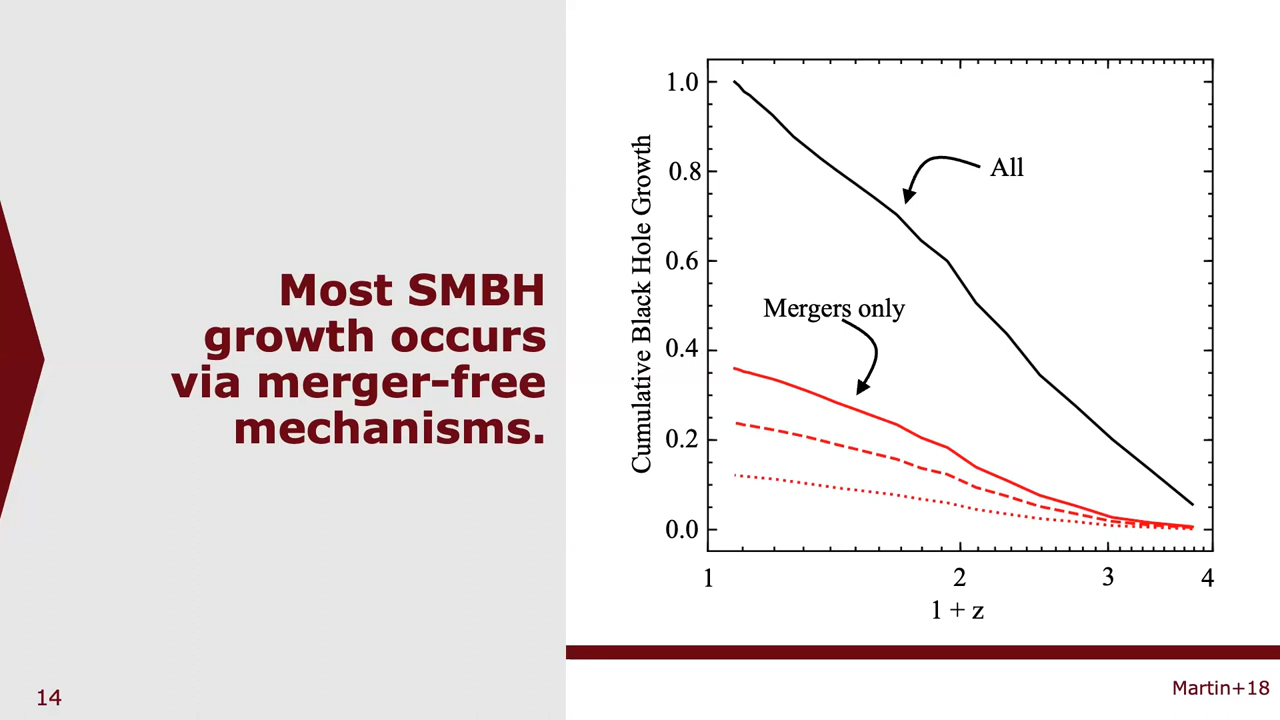 Most SMBH
growth occurs
via merger-free
mechanisms.
14
Cumulative Black Hole Growth
1.0
0.8
0.6
0.4
0.2
0.0
All
Mergers only
1
2
3
4
1 + z
Martin+18